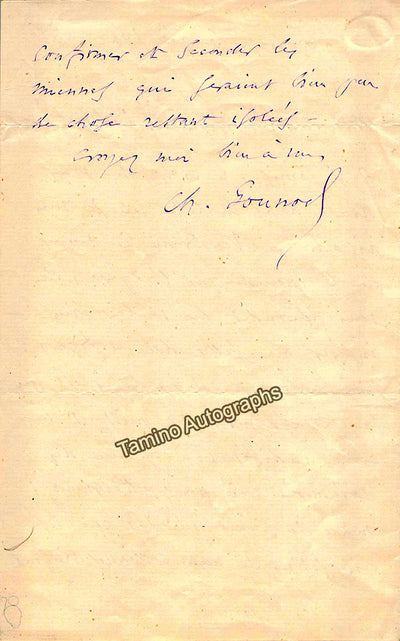 confirmer et seconder les
miennes qui seraient bien peu
de chose restant isolées –
Croyez moi bien à vous
Ch. Gounod
Tamino Autographs